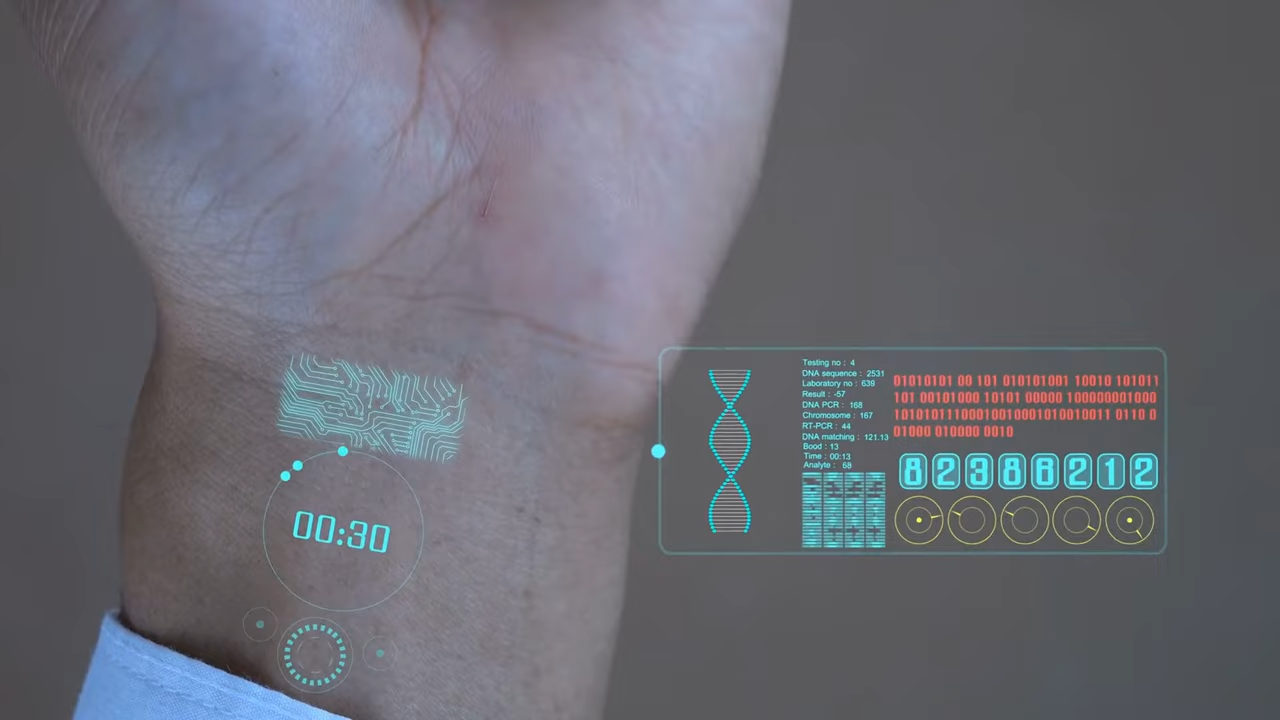 Testing no : 4
DNA sequence : 2531
Laboratory no : 639
Result : -57
DNA PCR : 168
Chromosome : 167
RT-PCR : 44
DNA matching : 121.13
Bood : 13
Time : 00:13
Analyte : 68
01010101 00 101 010101001 10010 101011
101 00101000 10101 00000 100000001000
1010101110001001000101001001 0011 0110 0
01000 010000 0010
82386212
00:30